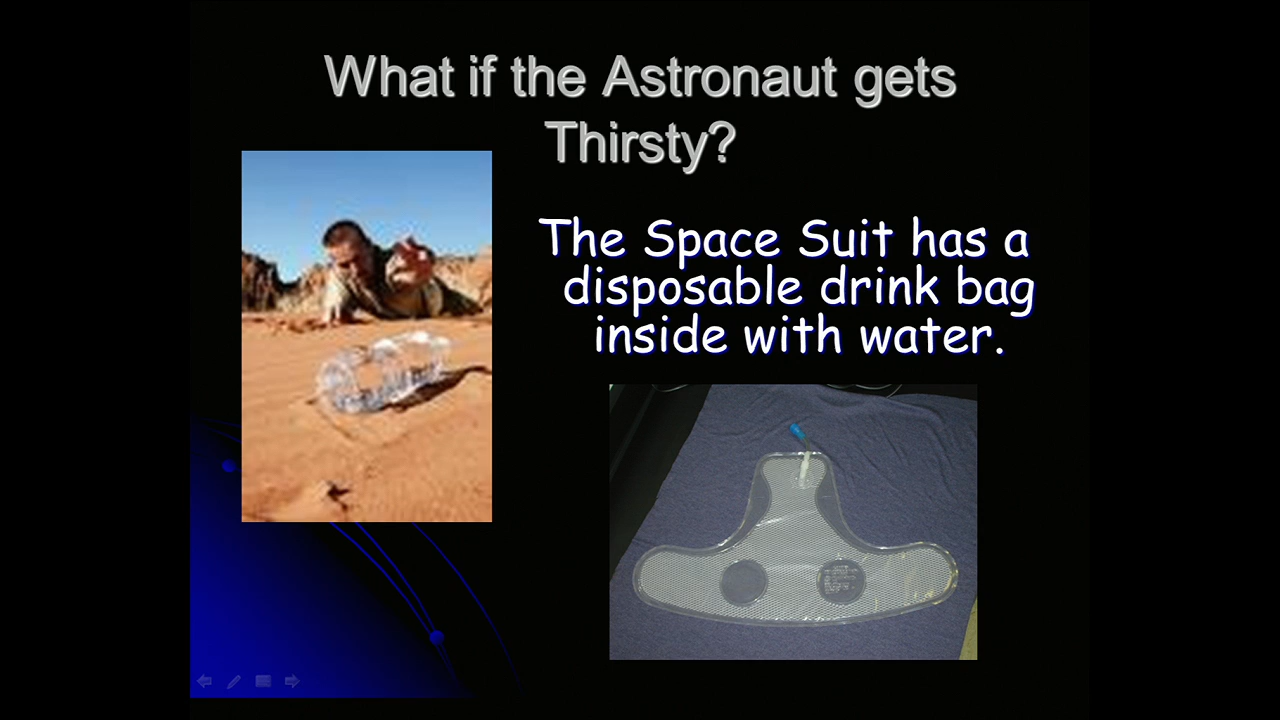 What if the Astronaut gets
Thirsty?
The Space Suit has a
disposable drink bag
inside with water.